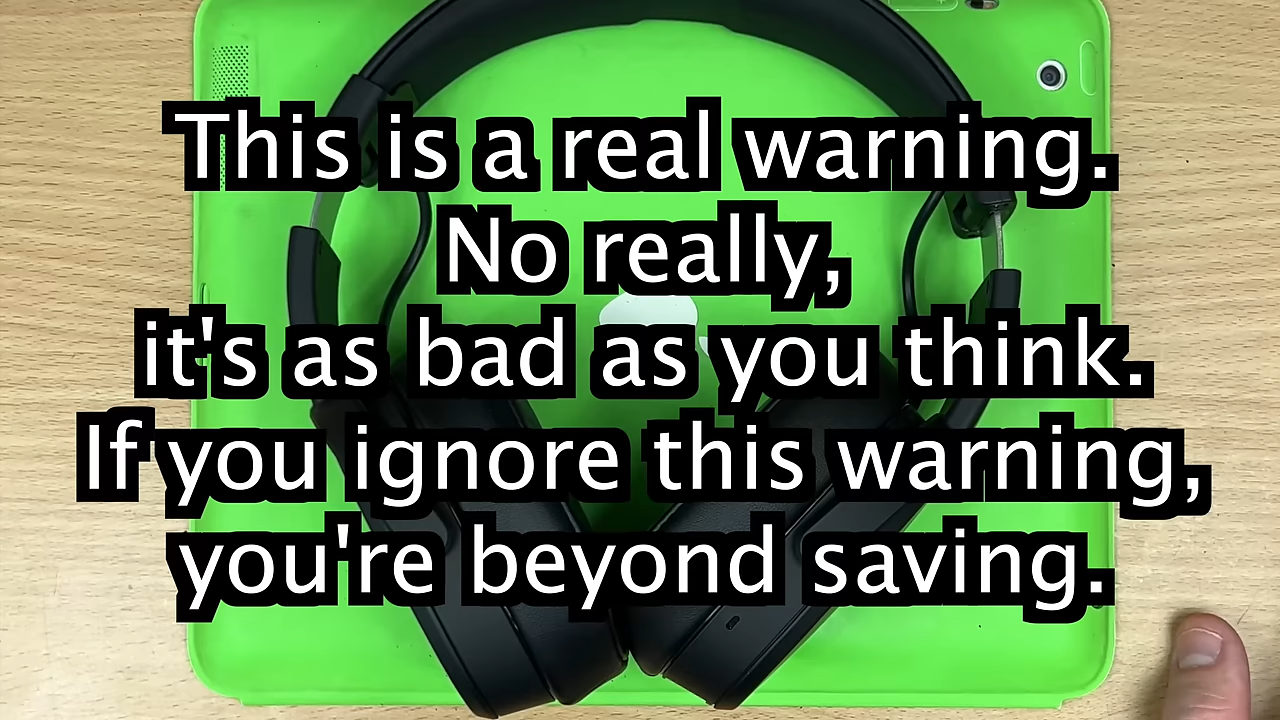 This is a real warning.
No really,
it's as bad as you think.
If you ignore this warning,
you're beyond saving.